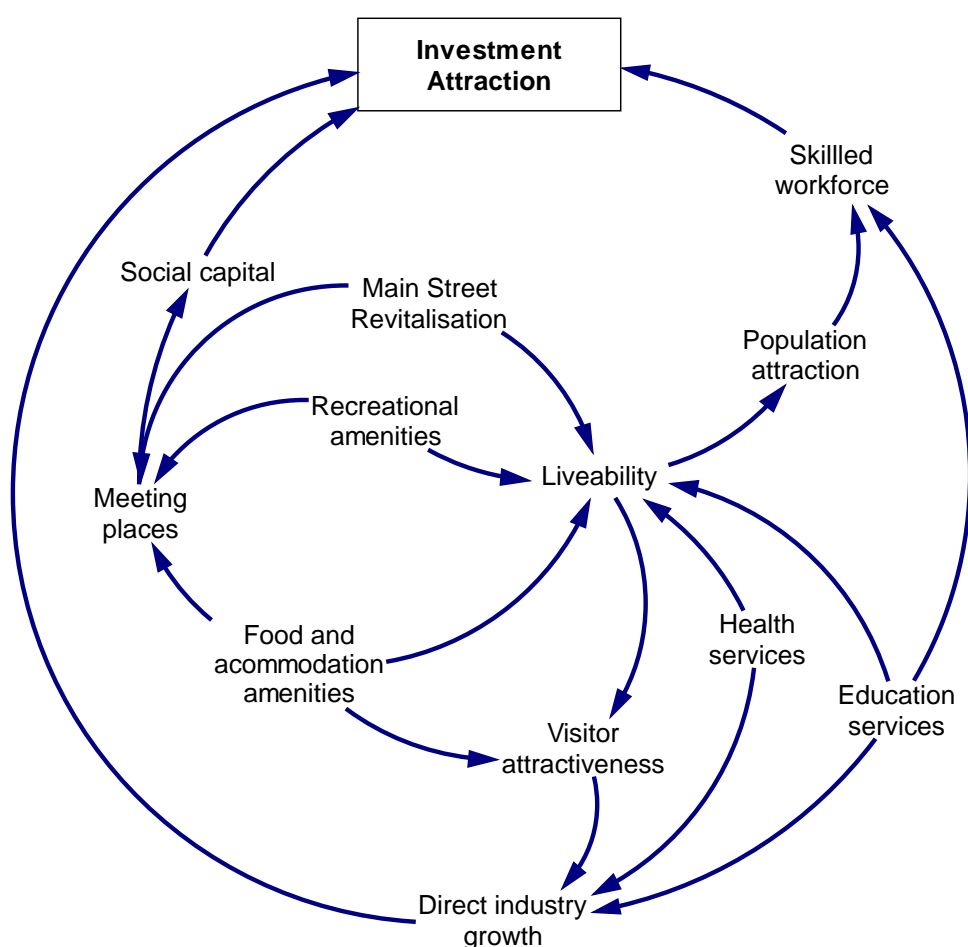 Investment
Attraction
Skillled
workforce
Social capital
Main Street
Revitalisation
Population
attraction
Recreational
amenities
Liveability
Meeting
places
Food and
acommodation
amenities
Health
services
Education
services
Visitor
attractiveness
Direct industry
growth